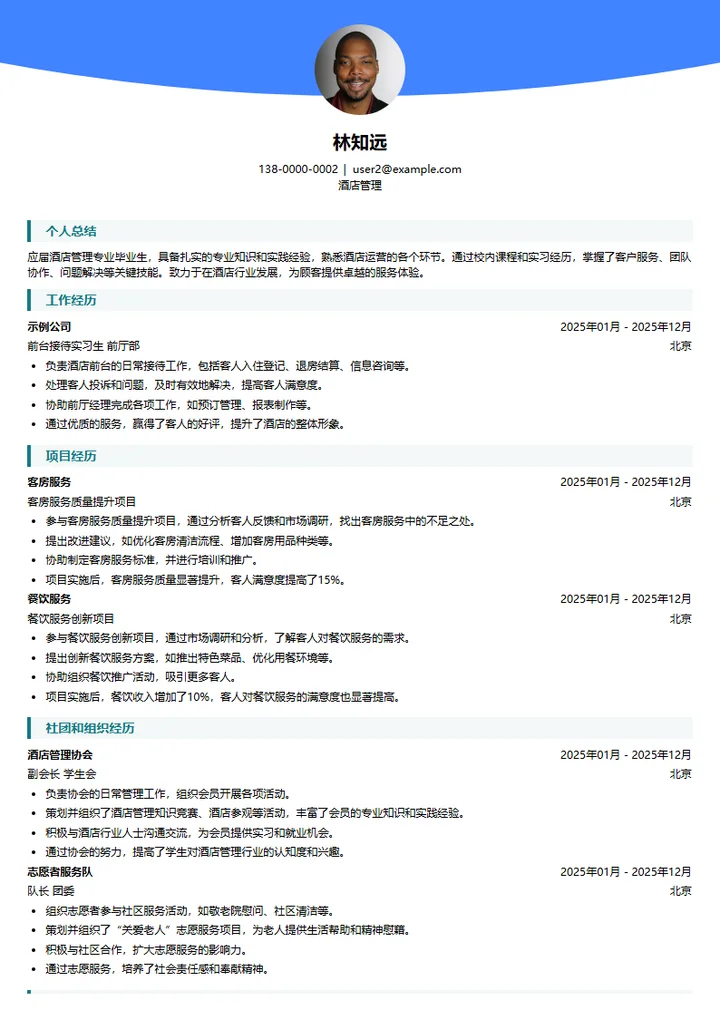 林知远
138-0000-0002 | user2@example.com
酒店管理
个人总结
应届酒店管理专业毕业生，具备扎实的专业知识和实践经验，熟悉酒店运营的各个环节。通过校内课程和实习经历，掌握了客户服务、团队
协作、问题解决等关键技能。致力于在酒店行业发展，为顾客提供卓越的服务体验。
工作经历
示例公司 2025年01月 - 2025年12月
前台接待实习生 前厅部 北京
• 负责酒店前台的日常接待工作，包括客人入住登记、退房结算、信息咨询等。
• 处理客人投诉和问题，及时有效地解决，提高客人满意度。
• 协助前厅经理完成各项工作，如预订管理、报表制作等。
• 通过优质的服务，赢得了客人的好评，提升了酒店的整体形象。
项目经历
客房服务 2025年01月 - 2025年12月
客房服务质量提升项目 北京
• 参与客房服务质量提升项目，通过分析客人反馈和市场调研，找出客房服务中的不足之处。
• 提出改进建议，如优化客房清洁流程、增加客房用品种类等。
• 协助制定客房服务标准，并进行培训和推广。
• 项目实施后，客房服务质量显著提升，客人满意度提高了15%。
餐饮服务 2025年01月 - 2025年12月
餐饮服务创新项目 北京
• 参与餐饮服务创新项目，通过市场调研和分析，了解客人对餐饮服务的需求。
• 提出创新餐饮服务方案，如推出特色菜品、优化用餐环境等。
• 协助组织餐饮推广活动，吸引更多客人。
• 项目实施后，餐饮收入增加了10%，客人对餐饮服务的满意度也显著提高。
社团和组织经历
酒店管理协会 2025年01月 - 2025年12月
副会长 学生会 北京
• 负责协会的日常管理工作，组织会员开展各项活动。
• 策划并组织了酒店管理知识竞赛、酒店参观等活动，丰富了会员的专业知识和实践经验。
• 积极与酒店行业人士沟通交流，为会员提供实习和就业机会。
• 通过协会的努力，提高了学生对酒店管理行业的认知度和兴趣。
志愿者服务队 2025年01月 - 2025年12月
队长 团委 北京
• 组织志愿者参与社区服务活动，如敬老院慰问、社区清洁等。
• 策划并组织了“关爱老人”志愿服务项目，为老人提供生活帮助和精神慰藉。
• 积极与社区合作，扩大志愿服务的影响力。
• 通过志愿服务，培养了社会责任感和奉献精神。